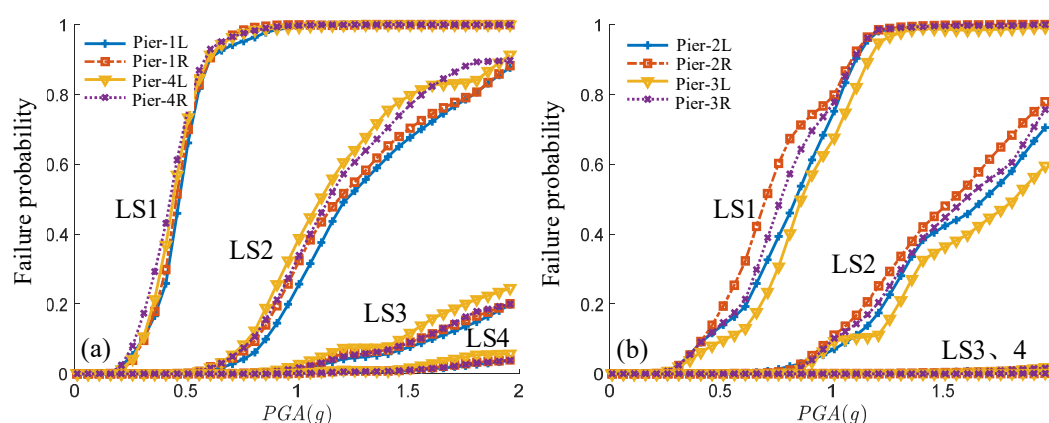 Failure probability
1
0.8
0.6
0.4
0.2
0
Pier-1L
Pier-1R
Pier-4L
Pier-4R
LS1
LS2
LS3
LS4
(a)
0 0.5 1 1.5 2
PGA(g)
Failure probability
1
0.8
0.6
0.4
0.2
0
Pier-2L
Pier-2R
Pier-3L
Pier-3R
LS1
LS2
LS3、4
(b)
0 0.5 1 1.5
PGA(g)